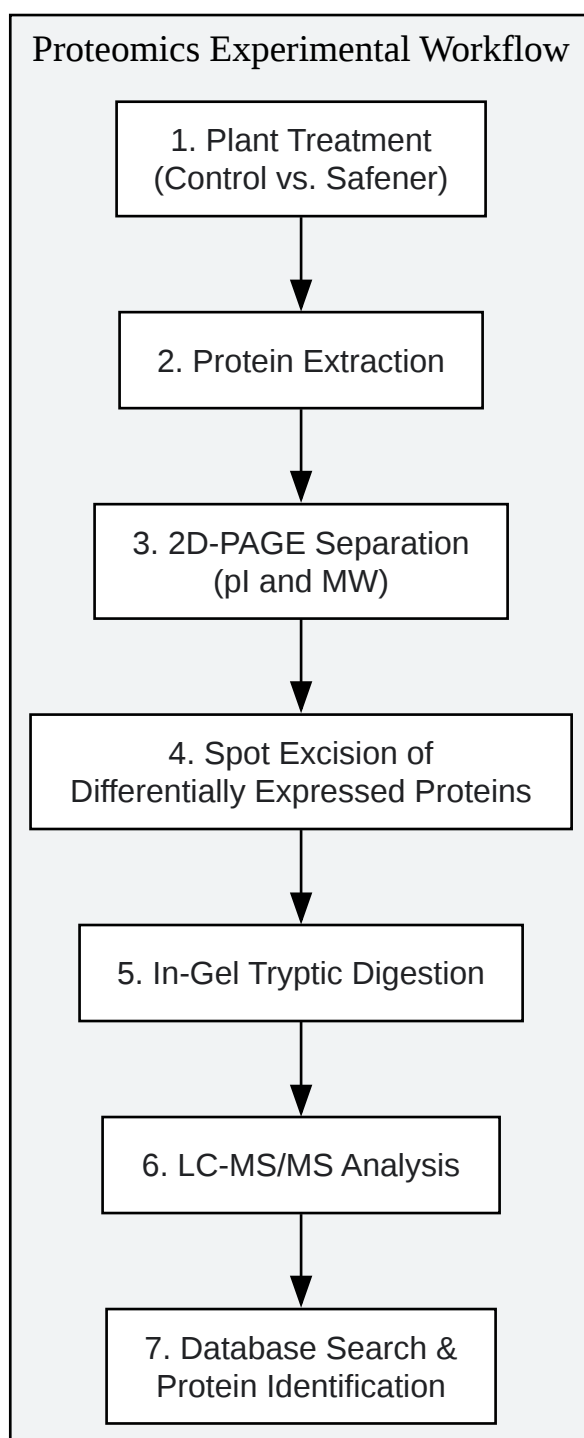 Proteomics Experimental Workflow
1. Plant Treatment
(Control vs. Safener)
2. Protein Extraction
3. 2D-PAGE Separation
(pI and MW)
4. Spot Excision of
Differentially Expressed Proteins
5. In-Gel Tryptic Digestion
6. LC-MS/MS Analysis
7. Database Search &
Protein Identification